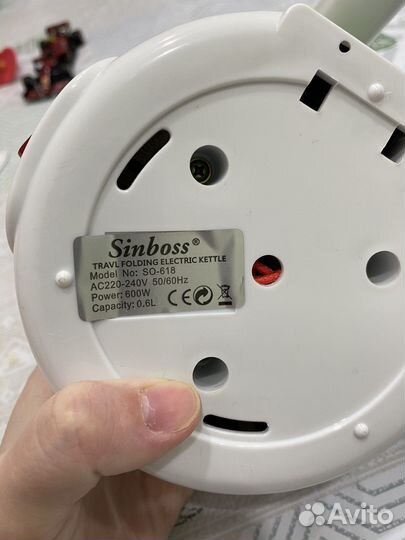 Sinboss®
TRAVL FOLDING ELECTRIC KETTLE
Model No: SO-618
AC220-240V 50/60Hz
Power: 600W
Capacity: 0.6L
CE
Avito